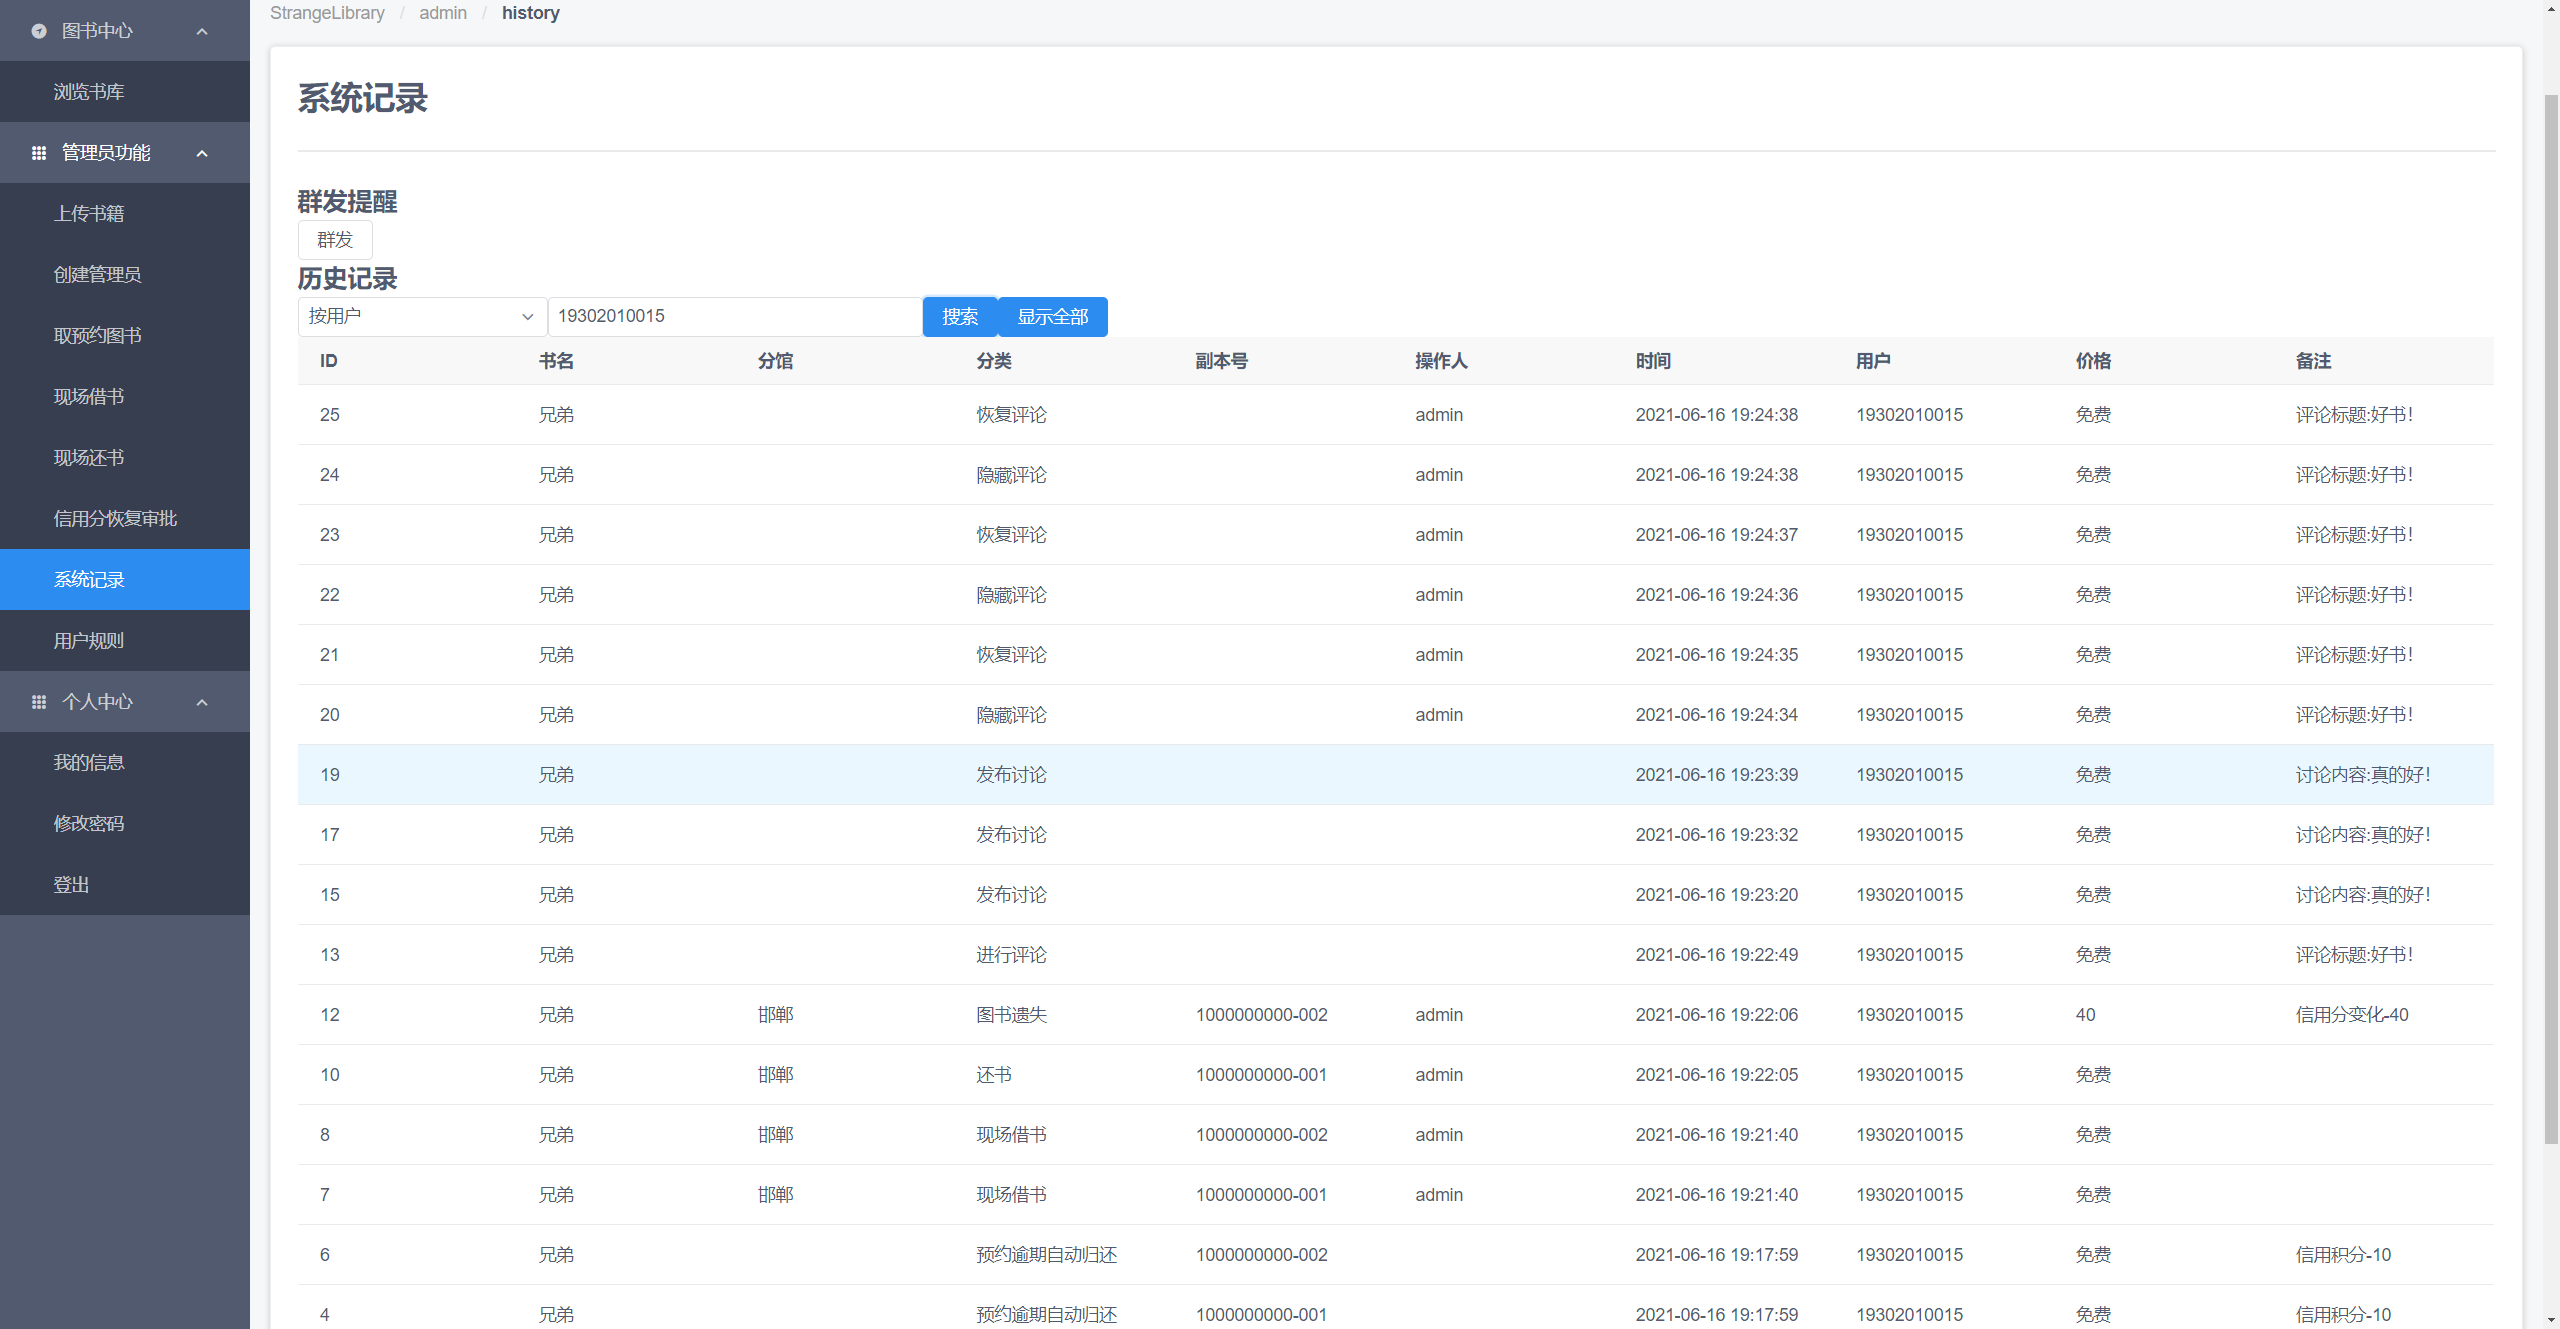 图书中心
浏览书库
管理员功能
上传书籍
创建管理员
取预约图书
现场借书
现场还书
信用分恢复审批
系统记录
用户规则
个人中心
我的信息
修改密码
登出
StrangeLibrary / admin / history
系统记录
群发提醒
群发
历史记录
按用户 19302010015 搜索 显示全部
ID 书名 分馆 分类 副本号 操作人 时间 用户 价格 备注
25 兄弟 恢复评论 admin 2021-06-16 19:24:38 19302010015 免费 评论标题:好书!
24 兄弟 隐藏评论 admin 2021-06-16 19:24:38 19302010015 免费 评论标题:好书!
23 兄弟 恢复评论 admin 2021-06-16 19:24:37 19302010015 免费 评论标题:好书!
22 兄弟 隐藏评论 admin 2021-06-16 19:24:36 19302010015 免费 评论标题:好书!
21 兄弟 恢复评论 admin 2021-06-16 19:24:35 19302010015 免费 评论标题:好书!
20 兄弟 隐藏评论 admin 2021-06-16 19:24:34 19302010015 免费 评论标题:好书!
19 兄弟 发布讨论 2021-06-16 19:23:39 19302010015 免费 讨论内容:真的好!
17 兄弟 发布讨论 2021-06-16 19:23:32 19302010015 免费 讨论内容:真的好!
15 兄弟 发布讨论 2021-06-16 19:23:20 19302010015 免费 讨论内容:真的好!
13 兄弟 进行评论 2021-06-16 19:22:49 19302010015 免费 评论标题:好书!
12 兄弟 邯郸 图书遗失 1000000000-002 admin 2021-06-16 19:22:06 19302010015 40 信用分变化-40
10 兄弟 邯郸 还书 1000000000-001 admin 2021-06-16 19:22:05 19302010015 免费
8 兄弟 邯郸 现场借书 1000000000-002 admin 2021-06-16 19:21:40 19302010015 免费
7 兄弟 邯郸 现场借书 1000000000-001 admin 2021-06-16 19:21:40 19302010015 免费
6 兄弟 预约逾期自动归还 1000000000-002 2021-06-16 19:17:59 19302010015 免费 信用积分-10
4 兄弟 预约逾期自动归还 1000000000-001 2021-06-16 19:17:59 19302010015 免费 信用积分-10